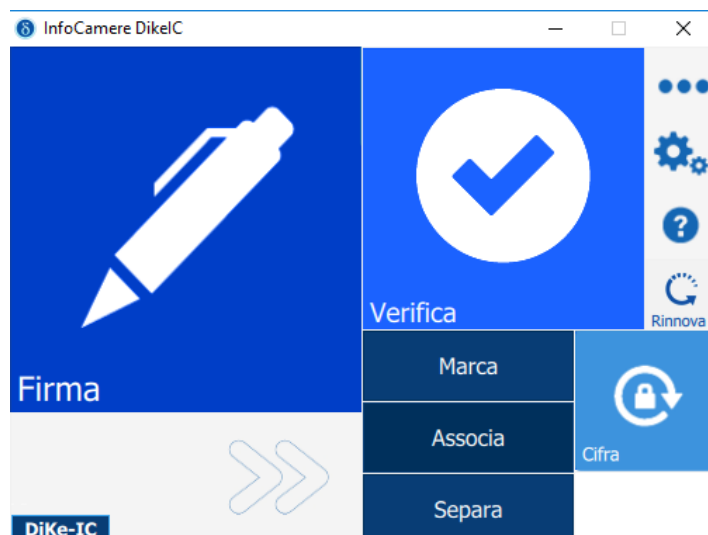 InfoCamere DikeIC
Firma
Verifica
Rinnova
Marca
Associa
Separa
Cifra
DiKe-IC